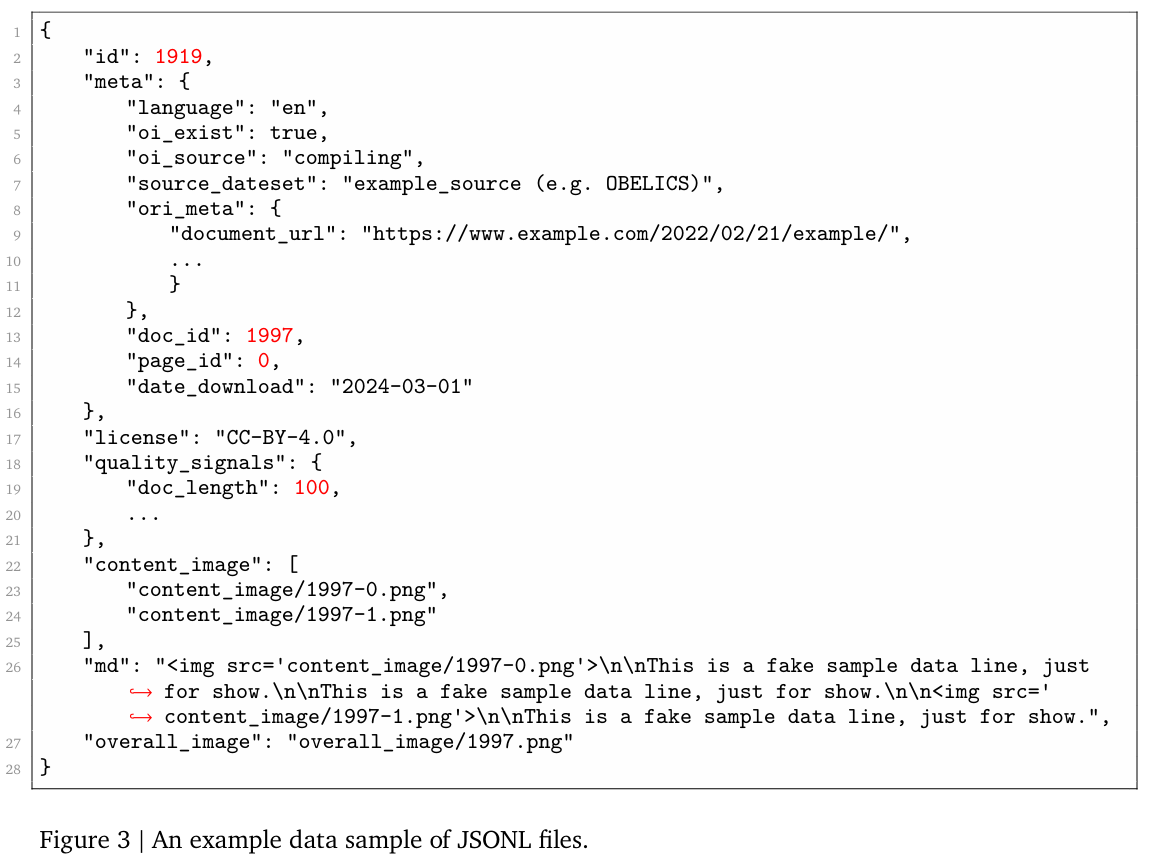 1 {
2 "id": 1919,
3 "meta": {
4 "language": "en",
5 "oi_exist": true,
6 "oi_source": "compiling",
7 "source_dateset": "example_source (e.g. OBELICS)",
8 "ori_meta": {
9 "document_url": "https://www.example.com/2022/02/21/example/",
10 ...
11 }
12 },
13 "doc_id": 1997,
14 "page_id": 0,
15 "date_download": "2024-03-01"
16 },
17 "license": "CC-BY-4.0",
18 "quality_signals": {
19 "doc_length": 100,
20 ...
21 },
22 "content_image": [
23 "content_image/1997-0.png",
24 "content_image/1997-1.png"
25 ],
26 "md": "<img src='content_image/1997-0.png'>\n\nThis is a fake sample data line, just
↪ for show.\n\nThis is a fake sample data line, just for show.\n\n<img src='
↪ content_image/1997-1.png'>\n\nThis is a fake sample data line, just for show.",
27 "overall_image": "overall_image/1997.png"
28 }
Figure 3 | An example data sample of JSONL files.